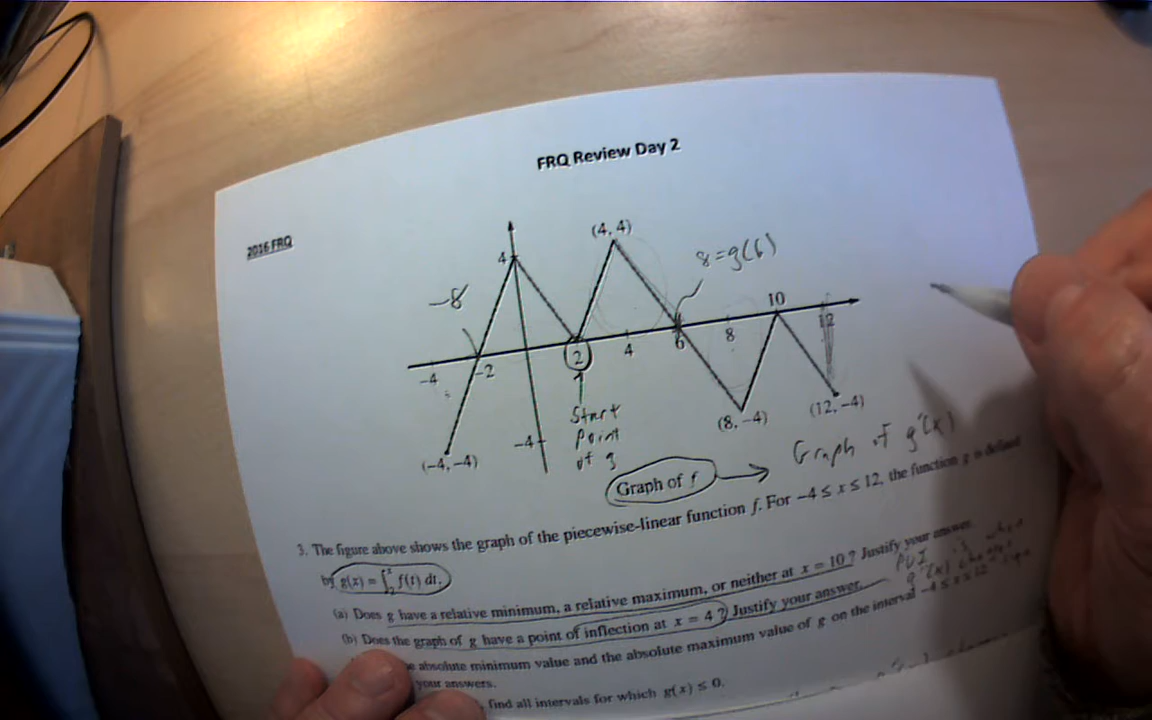 FRQ Review Day 2
2016 FRQ
(4, 4)
4
8 = g(6)
-8
10
-4
-2
2
4
6
8
12
Start
Point
of g
-4
(8, -4)
(12, -4)
(-4, -4)
Graph of f
Graph of g'(x)
3. The figure above shows the graph of the piecewise-linear function f. For −4 ≤ x ≤ 12, the function g is defined
by g(x) = ∫₂ˣ f(t) dt.
(a) Does g have a relative minimum, a relative maximum, or neither at x = 10 ? Justify your answer.
POI is when
g"(x) changes
(b) Does the graph of g have a point of inflection at x = 4 ? Justify your answer.
absolute minimum value and the absolute maximum value of g on the interval −4 ≤ x ≤ 12
your answers.
find all intervals for which g(x) ≤ 0.